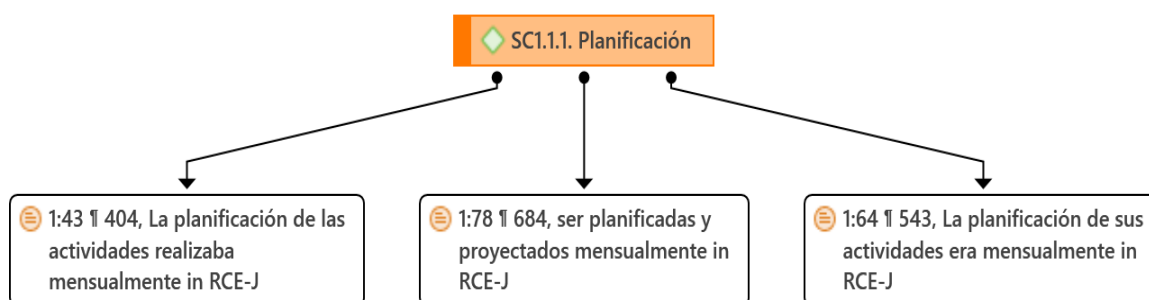 SC1.1.1. Planificación
1:43 ¶ 404, La planificación de las
actividades realizaba
mensualmente in RCE-J
1:78 ¶ 684, ser planificadas y
proyectados mensualmente in
RCE-J
1:64 ¶ 543, La planificación de sus
actividades era mensualmente in
RCE-J